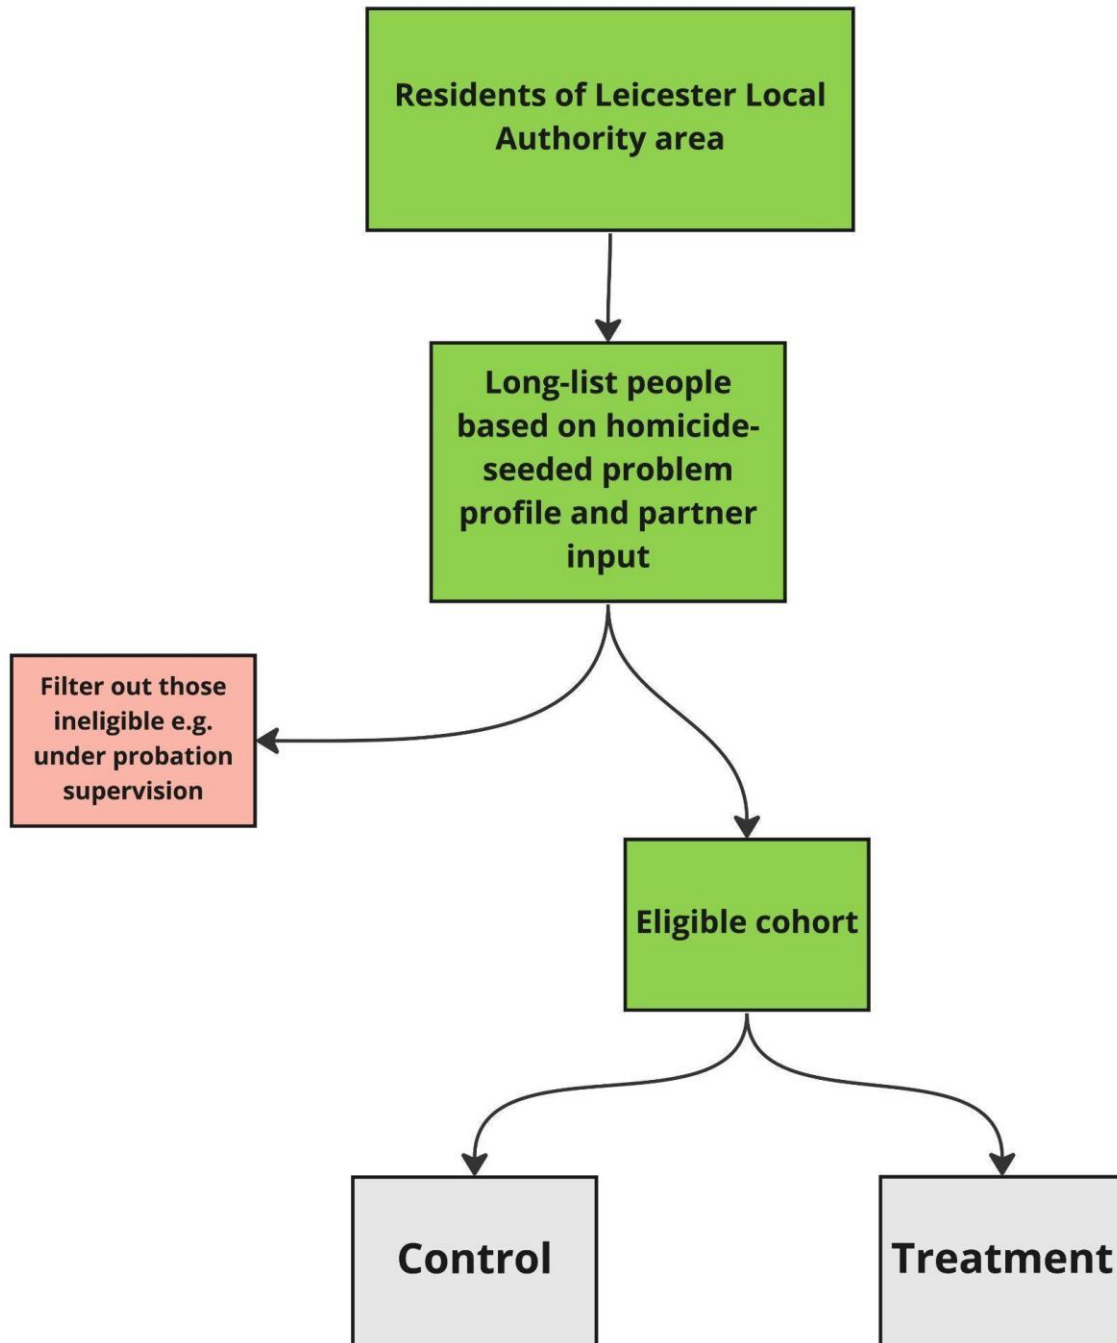 Residents of Leicester Local
Authority area
Long-list people
based on homicide-
seeded problem
profile and partner
input
Filter out those
ineligible e.g.
under probation
supervision
Eligible cohort
Control
Treatment